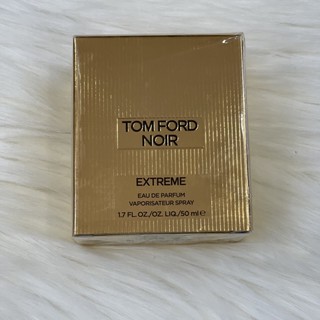 TOM FORD
NOIR
EXTREME
EAU DE PARFUM
VAPORISATEUR SPRAY
1.7 FL. OZ./OZ. LIQ./50 ml ℮